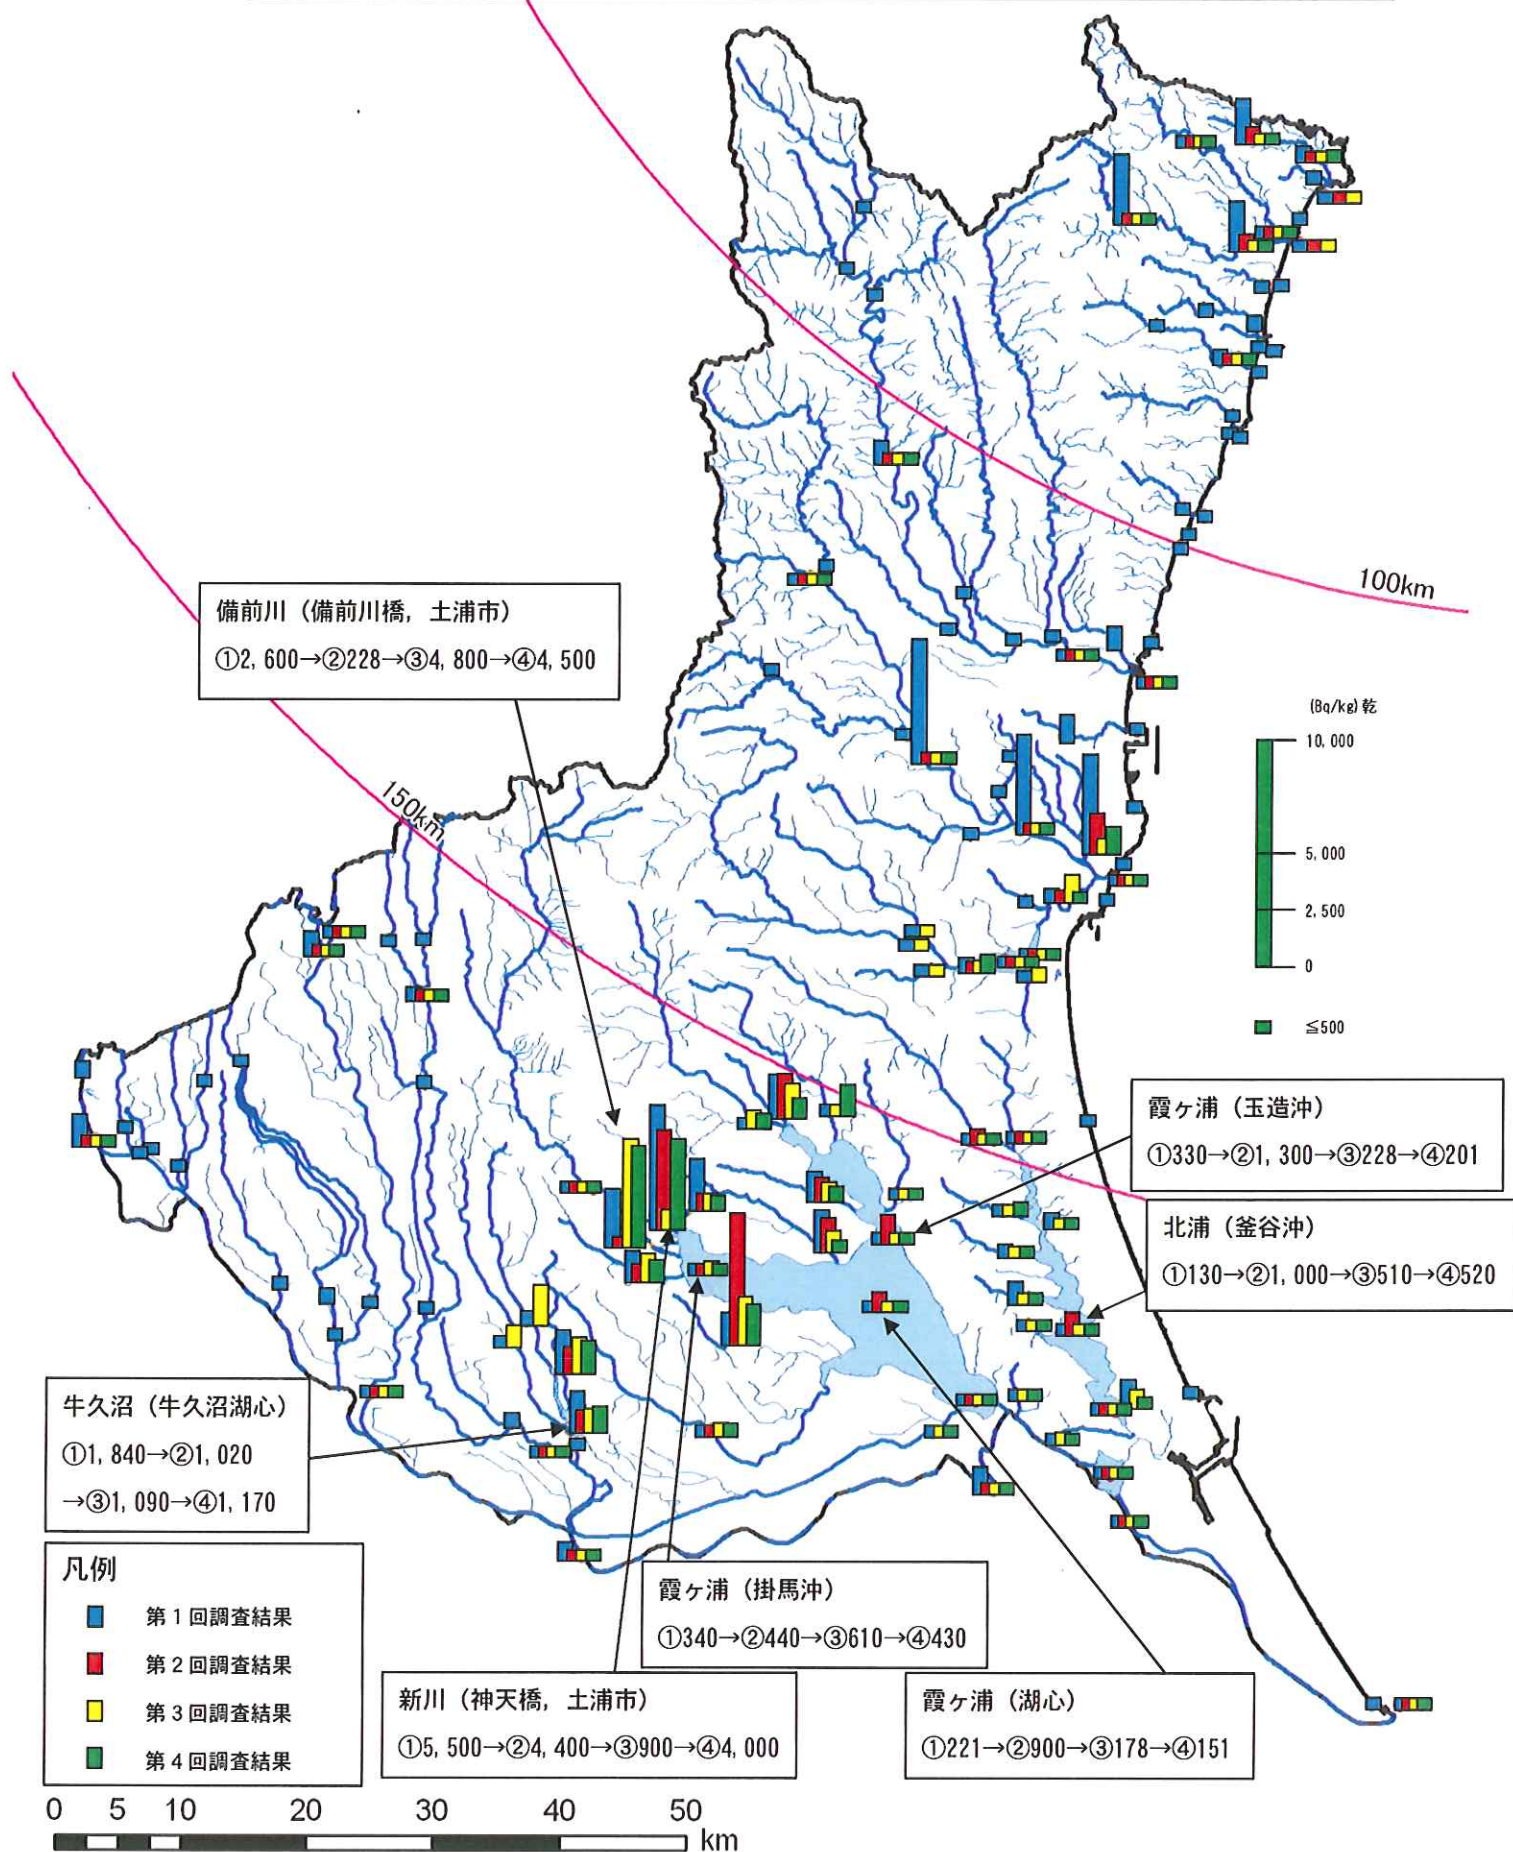 100km
備前川（備前川橋，土浦市）
①2,600→②228→③4,800→④4,500
(Bq/kg)乾
10,000
5,000
2,500
0
≦500
150km
霞ヶ浦（玉造沖）
①330→②1,300→③228→④201
北浦（釜谷沖）
①130→②1,000→③510→④520
牛久沼（牛久沼湖心）
①1,840→②1,020
→③1,090→④1,170
凡例
第1回調査結果
第2回調査結果
第3回調査結果
第4回調査結果
霞ヶ浦（掛馬沖）
①340→②440→③610→④430
新川（神天橋，土浦市）
①5,500→②4,400→③900→④4,000
霞ヶ浦（湖心）
①221→②900→③178→④151
0 5 10 20 30 40 50
km